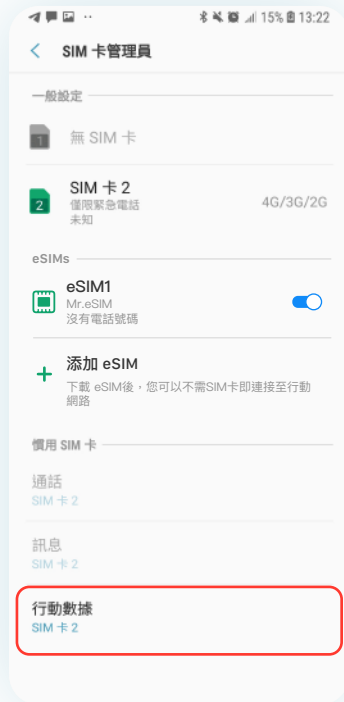 15% 13:22
SIM 卡管理員
一般設定
1
無 SIM 卡
2
SIM 卡 2
僅限緊急電話
未知
4G/3G/2G
eSIMs
eSIM1
Mr.eSIM
沒有電話號碼
添加 eSIM
下載 eSIM後，您可以不需SIM卡即連接至行動
網路
慣用 SIM 卡
通話
SIM 卡 2
訊息
SIM 卡 2
行動數據
SIM 卡 2